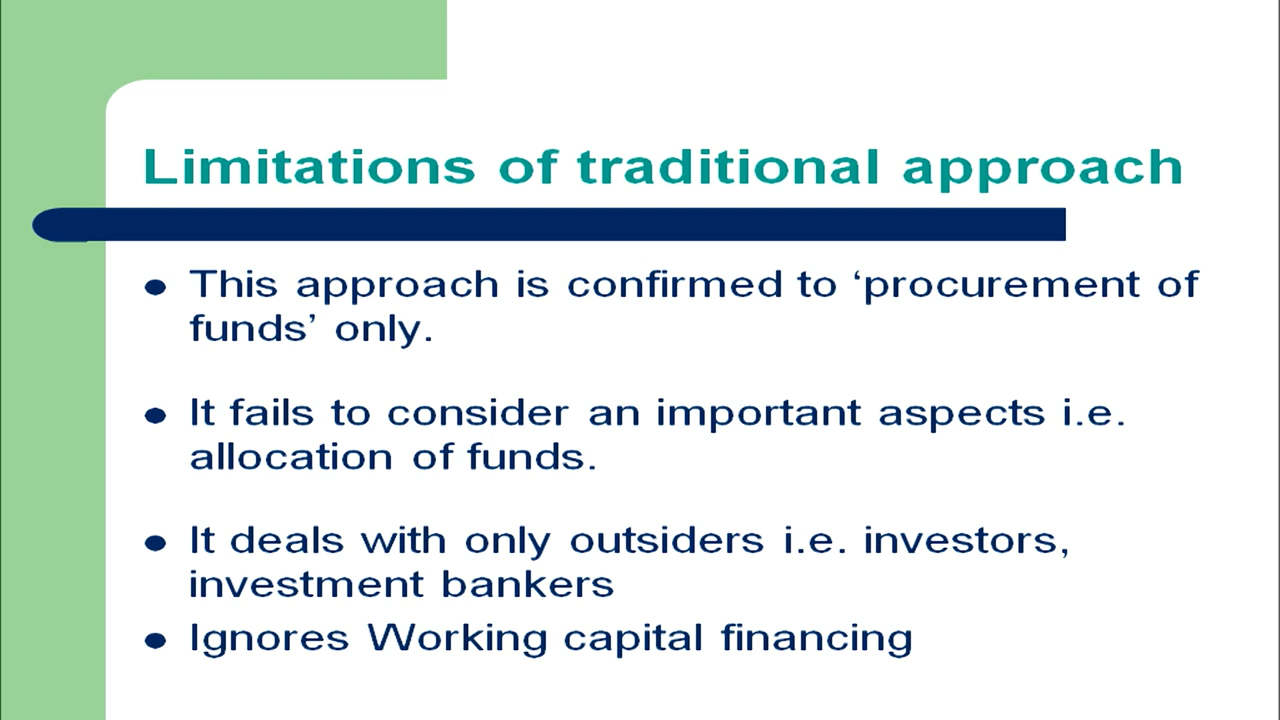 Limitations of traditional approach
This approach is confirmed to ‘procurement of
funds’ only.
It fails to consider an important aspects i.e.
allocation of funds.
It deals with only outsiders i.e. investors,
investment bankers
Ignores Working capital financing